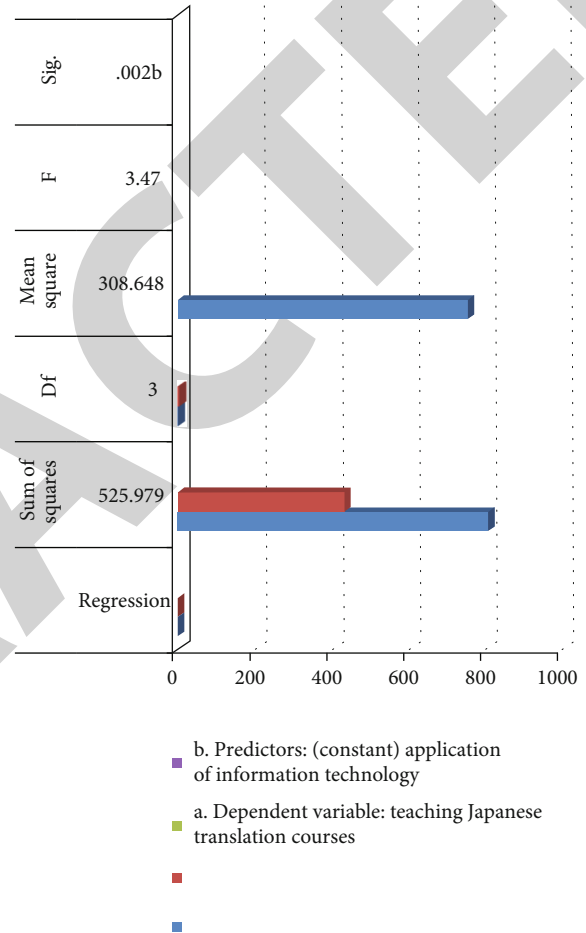 Sig.
.002b
F
3.47
Mean
square
308.648
Df
3
Sum of
squares
525.979
Regression
0
200
400
600
800
1000
b. Predictors: (constant) application
of information technology
a. Dependent variable: teaching Japanese
translation courses